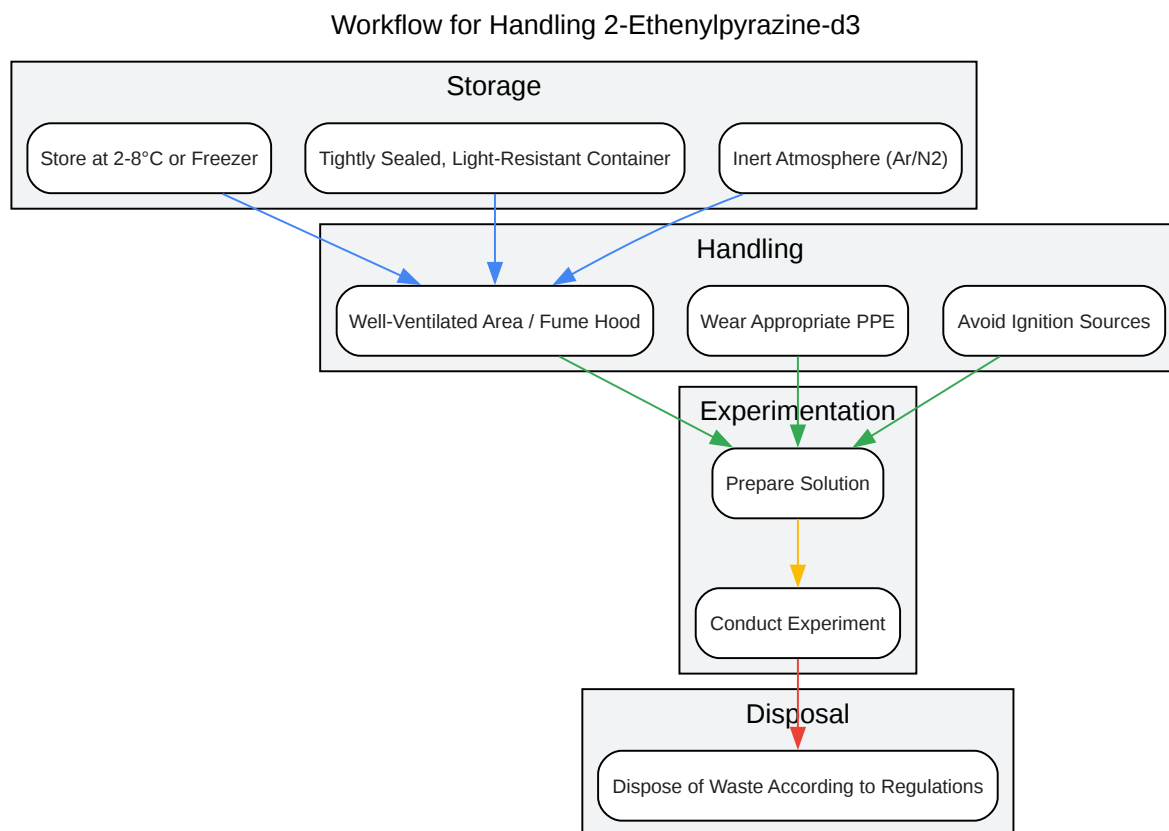 Workflow for Handling 2-Ethenylpyrazine-d3
Storage
Store at 2-8°C or Freezer
Tightly Sealed, Light-Resistant Container
Inert Atmosphere (Ar/N2)
Handling
Well-Ventilated Area / Fume Hood
Wear Appropriate PPE
Avoid Ignition Sources
Experimentation
Prepare Solution
Conduct Experiment
Disposal
Dispose of Waste According to Regulations